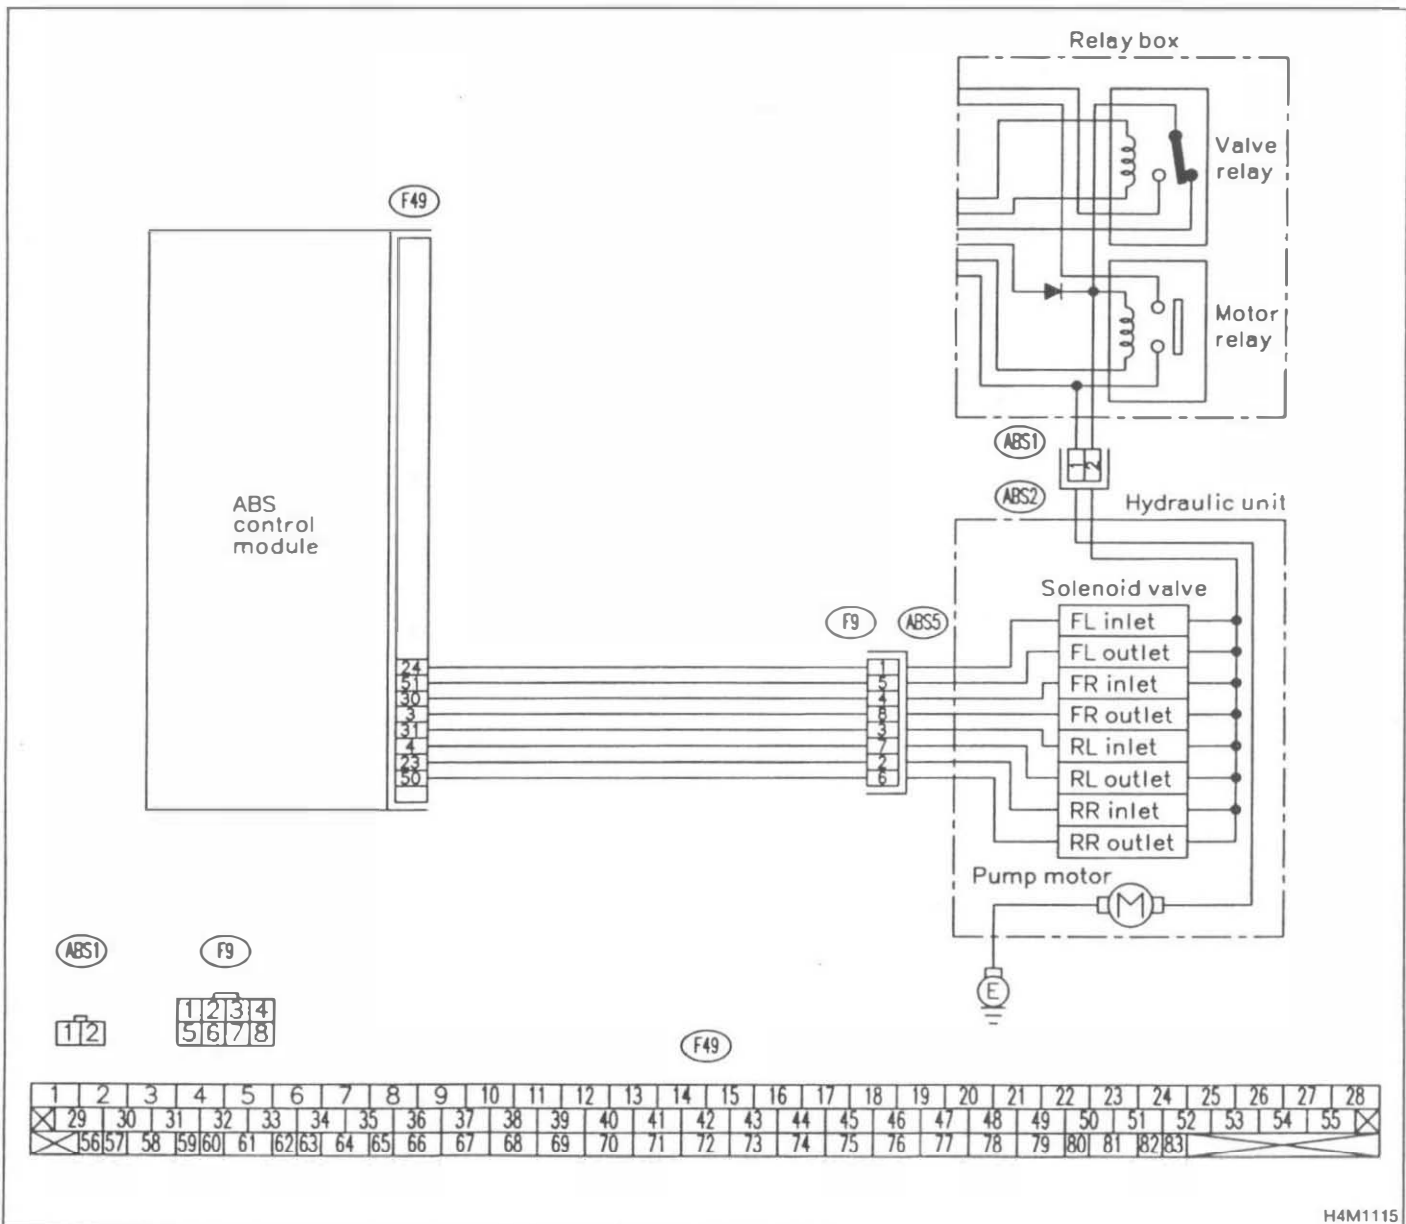 Relay box
Valve
relay
Motor
relay
F49
ABS
control
module
24
51
30
3
31
4
23
50
F9
ABS5
1
5
4
8
3
7
2
6
ABS1
1 2
ABS2
Hydraulic unit
Solenoid valve
FL inlet
FL outlet
FR inlet
FR outlet
RL inlet
RL outlet
RR inlet
RR outlet
Pump motor
M
E
ABS1
1 2
F9
1 2 3 4
5 6 7 8
F49
1 2 3 4 5 6 7 8 9 10 11 12 13 14 15 16 17 18 19 20 21 22 23 24 25 26 27 28
29 30 31 32 33 34 35 36 37 38 39 40 41 42 43 44 45 46 47 48 49 50 51 52 53 54 55
56 57 58 59 60 61 62 63 64 65 66 67 68 69 70 71 72 73 74 75 76 77 78 79 80 81 82 83
H4M1115